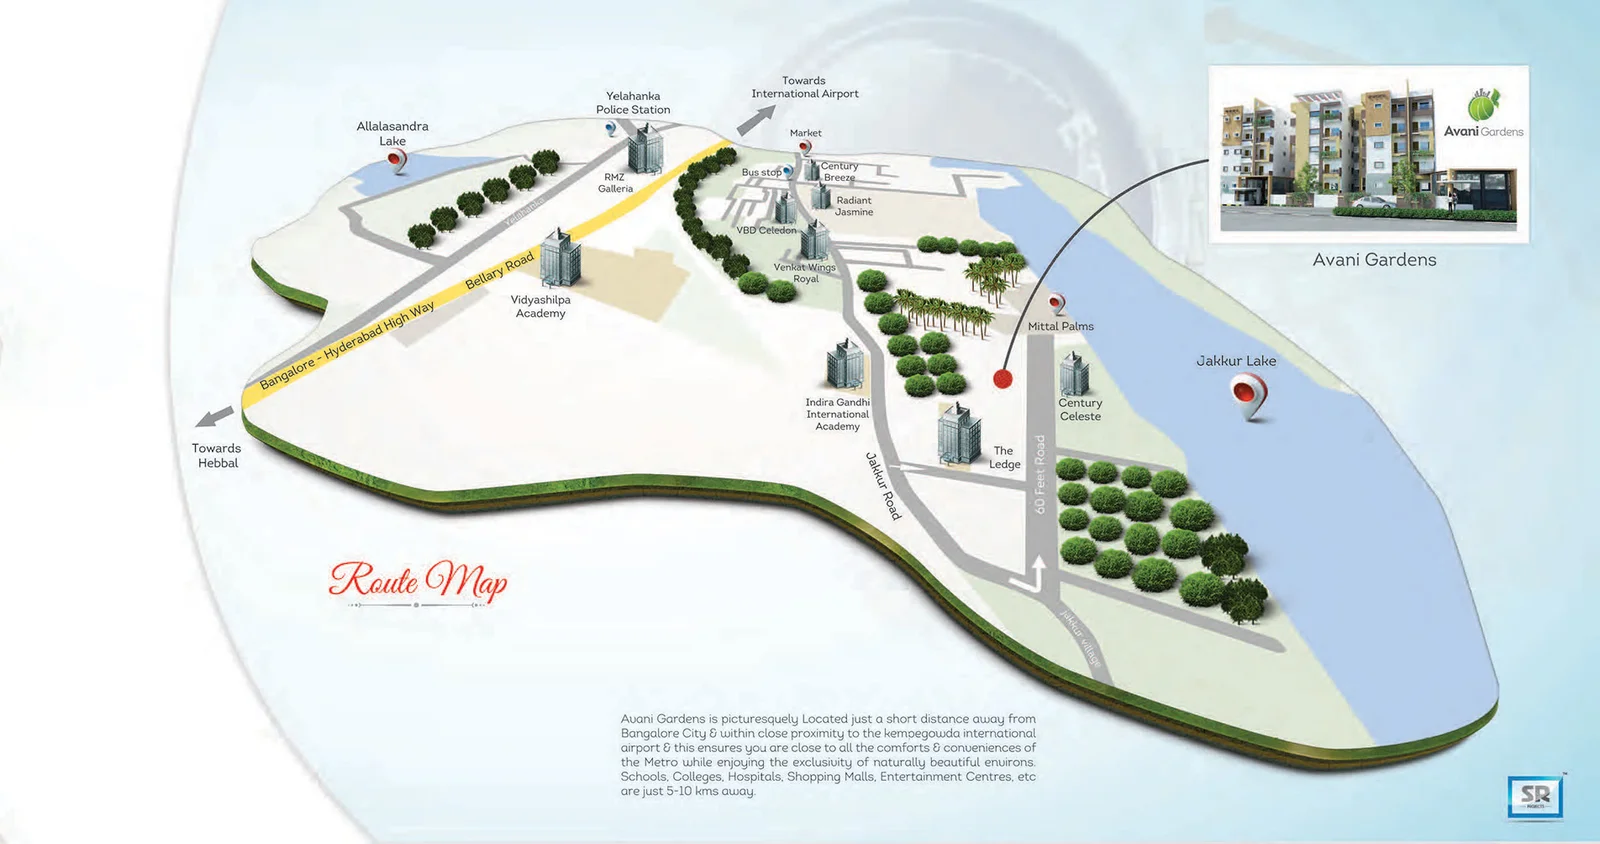 Towards
International Airport
Yelahanka
Police Station
Allalasandra
Lake
Market
RMZ
Galleria
Bus stop
Century
Breeze
Radiant
Jasmine
VBD Celedon
Venkat Wings
Royal
Yelahanka
Bellary Road
Bangalore - Hyderabad High Way
Vidyashilpa
Academy
Avani Gardens
Avani Gardens
Mittal Palms
Jakkur Lake
Century
Celeste
Indira Gandhi
International
Academy
The
Ledge
Towards
Hebbal
Jakkur Road
60 Feet Road
Jakkur village
Route Map
Avani Gardens is picturesquely Located just a short distance away from
Bangalore City & within close proximity to the kempegowda international
airport & this ensures you are close to all the comforts & conveniences of
the Metro while enjoying the exclusivity of naturally beautiful environs.
Schools, Colleges, Hospitals, Shopping Malls, Entertainment Centres, etc
are just 5-10 kms away.
SR
PROJECTS